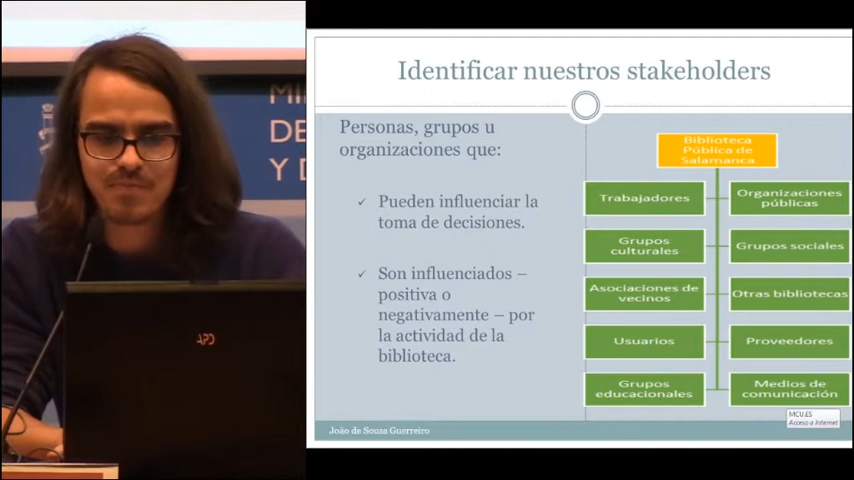 MIN
DE
Y D
APD
Identificar nuestros stakeholders
Personas, grupos u
organizaciones que:
✓ Pueden influenciar la
toma de decisiones.
✓ Son influenciados –
positiva o
negativamente – por
la actividad de la
biblioteca.
Biblioteca
Pública de
Salamanca
Trabajadores
Organizaciones
públicas
Grupos
culturales
Grupos sociales
Asociaciones de
vecinos
Otras bibliotecas
Usuarios
Proveedores
Grupos
educacionales
Medios de
comunicación
MCU.ES
Acceso a Internet
João de Sousa Guerreiro